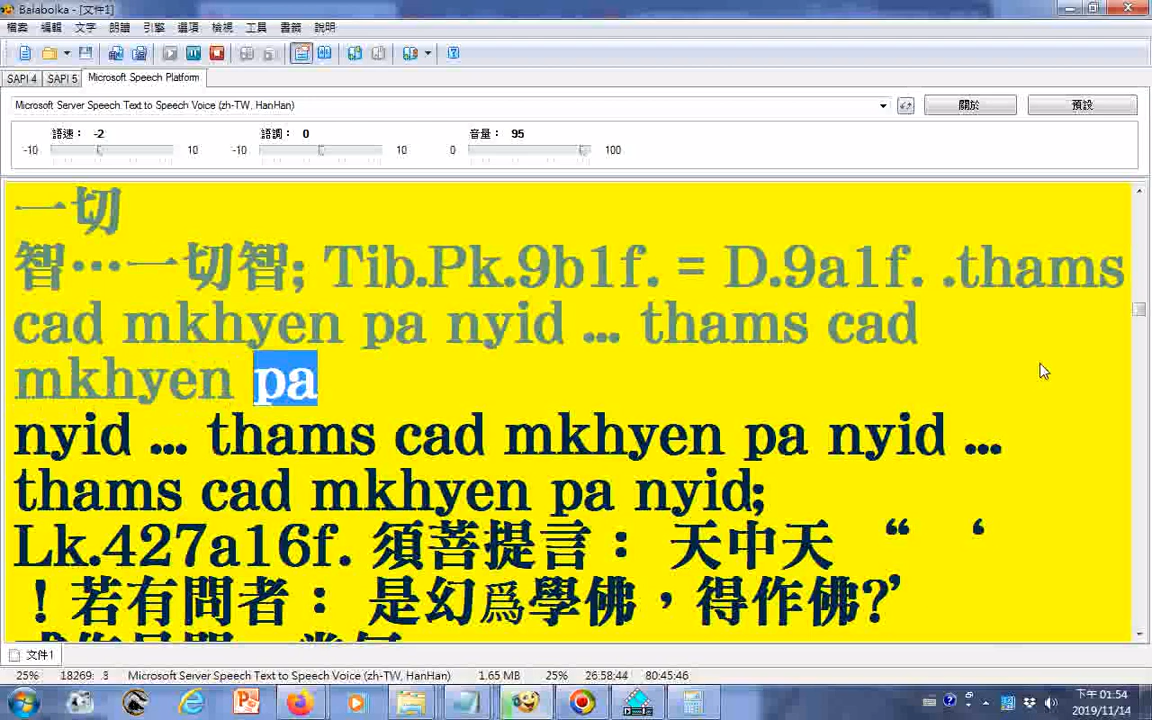 Balabolka - [文件1]
檔案 編輯 文字 朗讀 引擎 選項 檢視 工具 書籤 說明
SAPI 4 SAPI 5 Microsoft Speech Platform
Microsoft Server Speech Text to Speech Voice (zh-TW, HanHan) 關於 預設
語速: -2 語調: 0 音量: 95
-10 10 -10 10 0 100
一切
智…一切智; Tib.Pk.9b1f. = D.9a1f. .thams
cad mkhyen pa nyid ... thams cad
mkhyen pa
nyid ... thams cad mkhyen pa nyid ...
thams cad mkhyen pa nyid;
Lk.427a16f. 須菩提言： 天中天 “ ‘
！若有問者： 是幻爲學佛，得作佛?’
文件1
25% 18269: 3 Microsoft Server Speech Text to Speech Voice (zh-TW, HanHan) 1.65 MB 25% 26:58:44 80:45:46
下午 01:54
2019/11/14